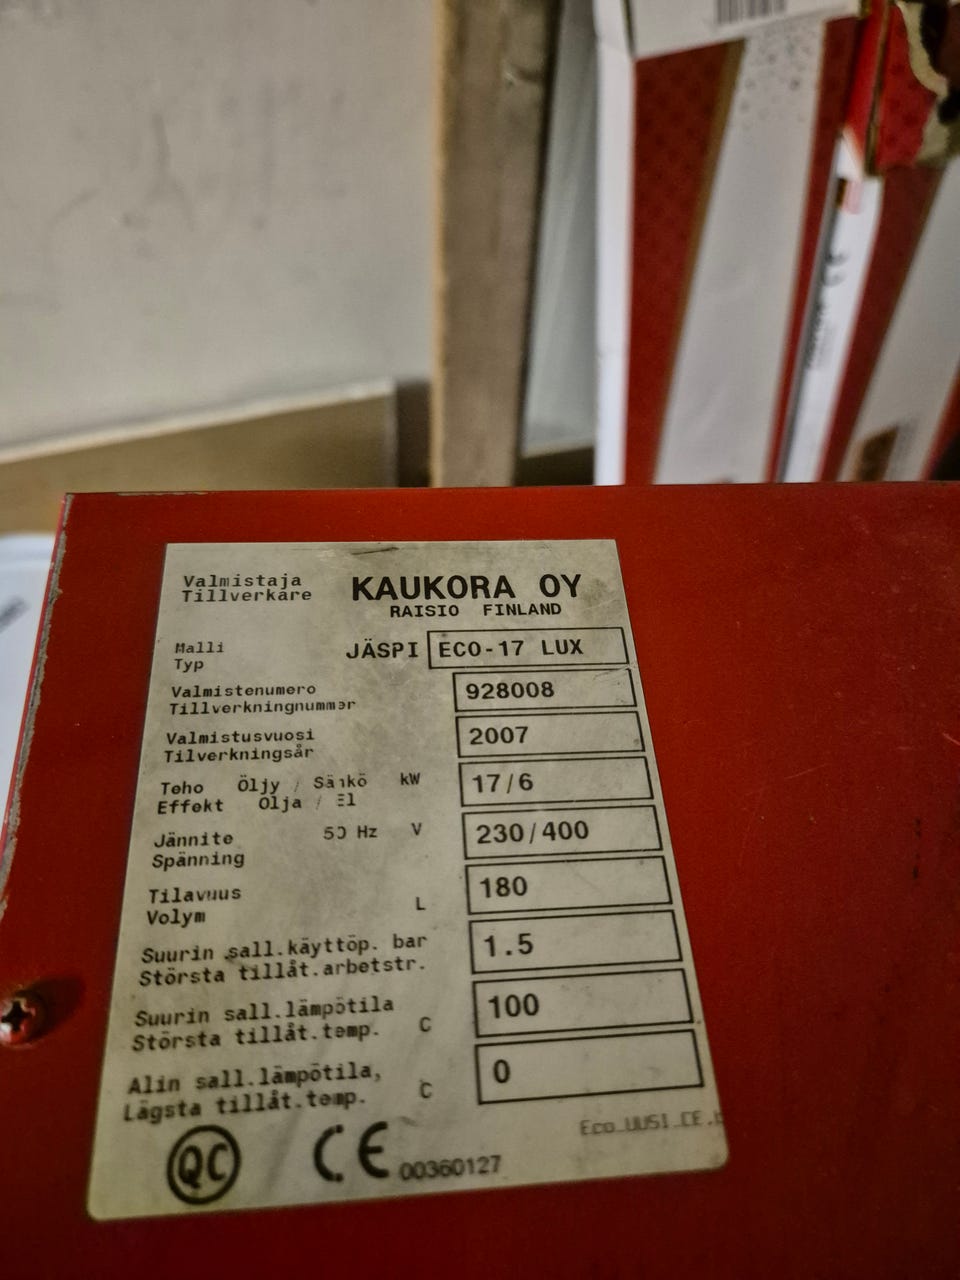 Valmistaja KAUKORA OY
Tillverkare RAISIO FINLAND
Malli JÄSPI ECO-17 LUX
Typ
Valmistenumero 928008
Tillverkningnummer
Valmistusvuosi 2007
Tilverkningsår
Teho Öljy / Sähkö kW 17/6
Effekt Olja / El
Jännite 50 Hz V 230/400
Spänning
Tilavuus 180
Volym L
Suurin sall.käyttöp. bar 1.5
Största tillåt.arbetstr.
Suurin sall.lämpötila 100
Största tillåt.temp. C
Alin sall.lämpötila, 0
Lägsta tillåt.temp. C
Eco_UUSI_CE.
QC CE 00360127